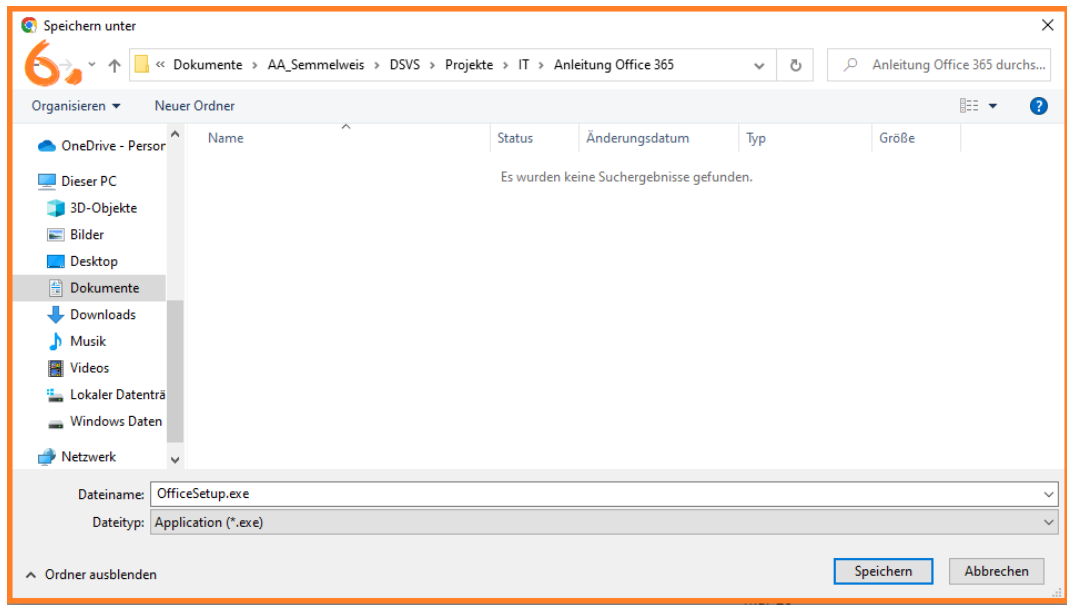 Speichern unter
6.
« Dokumente > AA_Semmelweis > DSVS > Projekte > IT > Anleitung Office 365
Anleitung Office 365 durchs...
Organisieren Neuer Ordner
Name Status Änderungsdatum Typ Größe
Es wurden keine Suchergebnisse gefunden.
OneDrive - Person
Dieser PC
3D-Objekte
Bilder
Desktop
Dokumente
Downloads
Musik
Videos
Lokaler Datenträ
Windows Daten
Netzwerk
Dateiname: OfficeSetup.exe
Dateityp: Application (*.exe)
Ordner ausblenden
Speichern Abbrechen